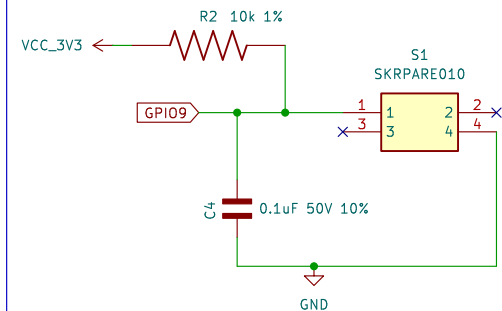 R2 10k 1%
VCC_3V3
S1
SKRPARE010
GPIO9
1 1 2 2
3 3 4 4
C4 0.1uF 50V 10%
GND